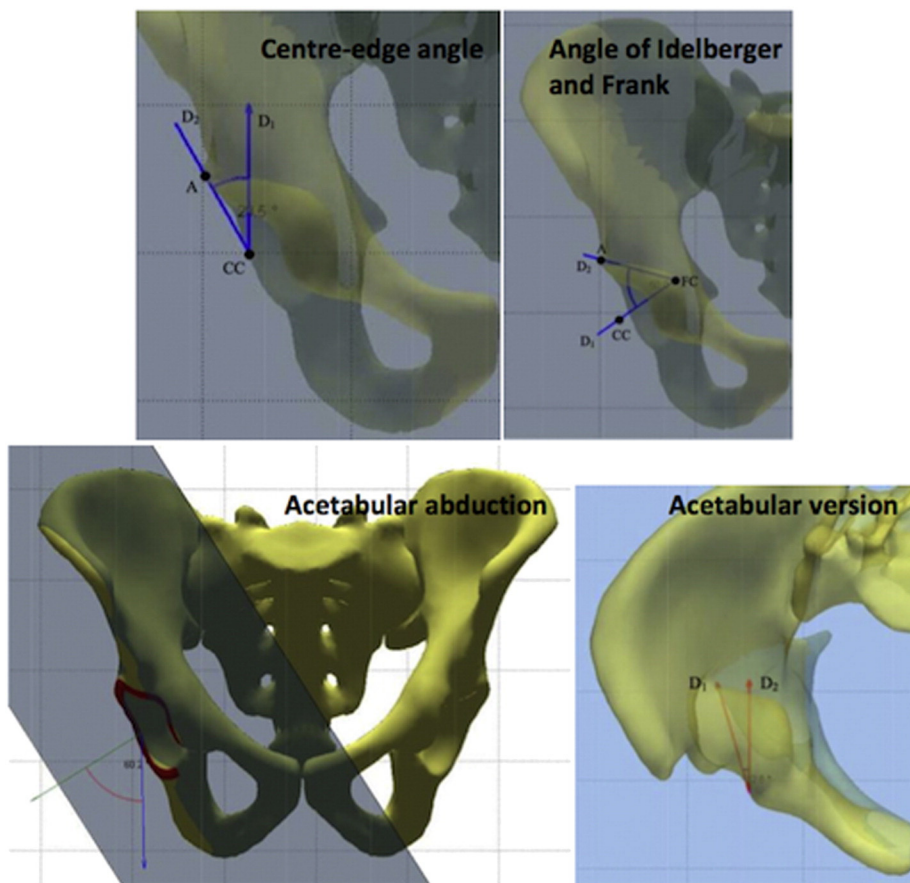 Centre-edge angle
D₂
D₁
A
CC
Angle of Idelberger
and Frank
A
D₂
FC
CC
D₁
Acetabular abduction
60.2
Acetabular version
D₁
D₂